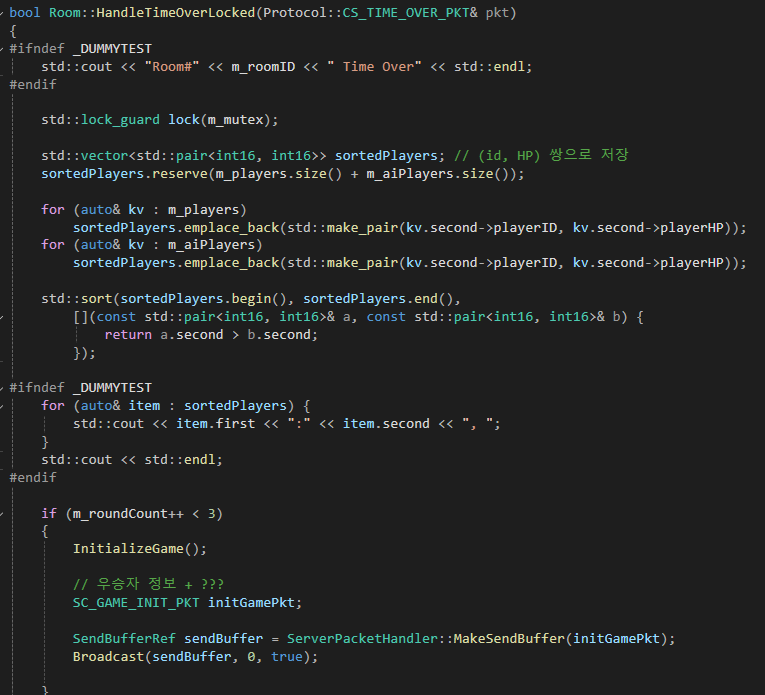 bool Room::HandleTimeOverLocked(Protocol::CS_TIME_OVER_PKT& pkt)
{
#ifndef _DUMMYTEST
    std::cout << "Room#" << m_roomID << " Time Over" << std::endl;
#endif
    std::lock_guard lock(m_mutex);
    std::vector<std::pair<int16, int16>> sortedPlayers; // (id, HP) 쌍으로 저장
    sortedPlayers.reserve(m_players.size() + m_aiPlayers.size());
    for (auto& kv : m_players)
        sortedPlayers.emplace_back(std::make_pair(kv.second->playerID, kv.second->playerHP));
    for (auto& kv : m_aiPlayers)
        sortedPlayers.emplace_back(std::make_pair(kv.second->playerID, kv.second->playerHP));
    std::sort(sortedPlayers.begin(), sortedPlayers.end(),
        [](const std::pair<int16, int16>& a, const std::pair<int16, int16>& b) {
            return a.second > b.second;
        });
#ifndef _DUMMYTEST
    for (auto& item : sortedPlayers) {
        std::cout << item.first << ":" << item.second << ", ";
    }
    std::cout << std::endl;
#endif
    if (m_roundCount++ < 3)
    {
        InitializeGame();
        // 우승자 정보 + ???
        SC_GAME_INIT_PKT initGamePkt;
        SendBufferRef sendBuffer = ServerPacketHandler::MakeSendBuffer(initGamePkt);
        Broadcast(sendBuffer, 0, true);
    }